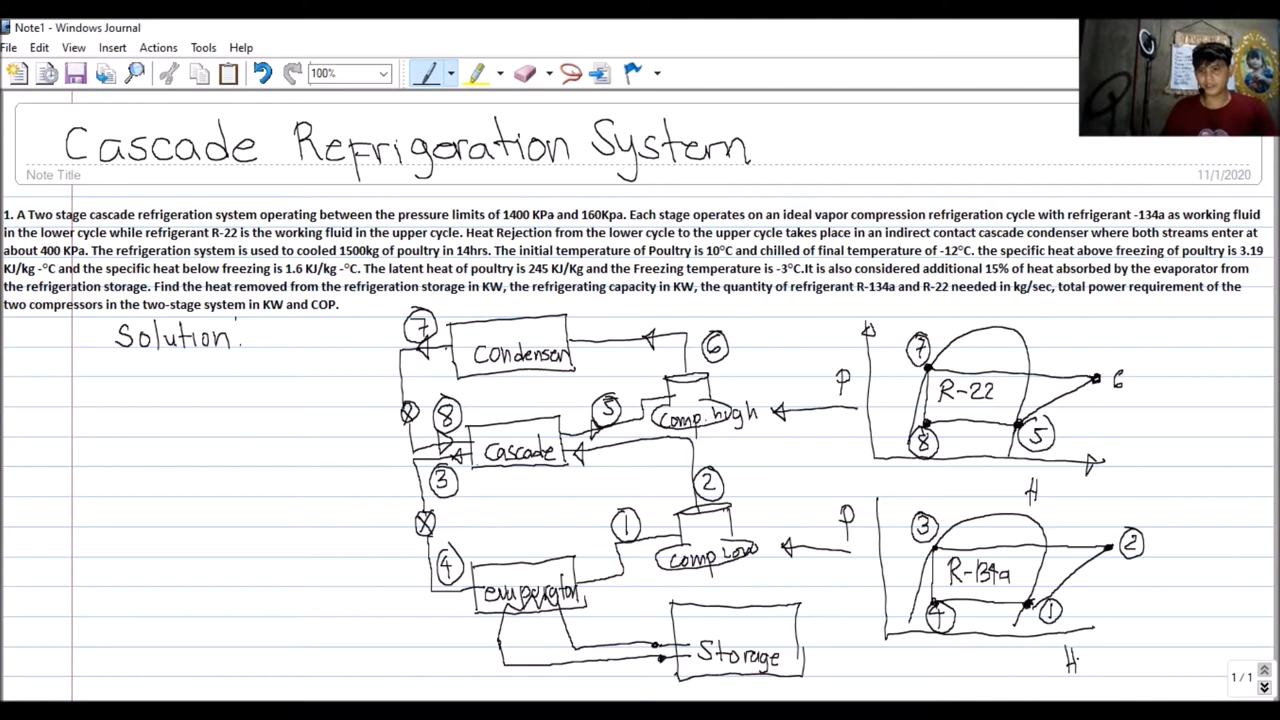 Note1 - Windows Journal
File Edit View Insert Actions Tools Help
100%
Cascade Refrigeration System
Note Title
11/1/2020
1. A Two stage cascade refrigeration system operating between the pressure limits of 1400 KPa and 160Kpa. Each stage operates on an ideal vapor compression refrigeration cycle with refrigerant -134a as working fluid
in the lower cycle while refrigerant R-22 is the working fluid in the upper cycle. Heat Rejection from the lower cycle to the upper cycle takes place in an indirect contact cascade condenser where both streams enter at
about 400 KPa. The refrigeration system is used to cooled 1500kg of poultry in 14hrs. The initial temperature of Poultry is 10°C and chilled of final temperature of -12°C. the specific heat above freezing of poultry is 3.19
KJ/kg -°C and the specific heat below freezing is 1.6 KJ/kg -°C. The latent heat of poultry is 245 KJ/Kg and the Freezing temperature is -3°C.It is also considered additional 15% of heat absorbed by the evaporator from
the refrigeration storage. Find the heat removed from the refrigeration storage in KW, the refrigerating capacity in KW, the quantity of refrigerant R-134a and R-22 needed in kg/sec, total power requirement of the
two compressors in the two-stage system in KW and COP.
Solution:
7
Condenser
6
7
6
P
R-22
8
5
Comp. high
Cascade
8
5
3
H
2
P
3
2
1
Comp Low
R-134a
4
evaporator
4
1
Storage
H
1 / 1